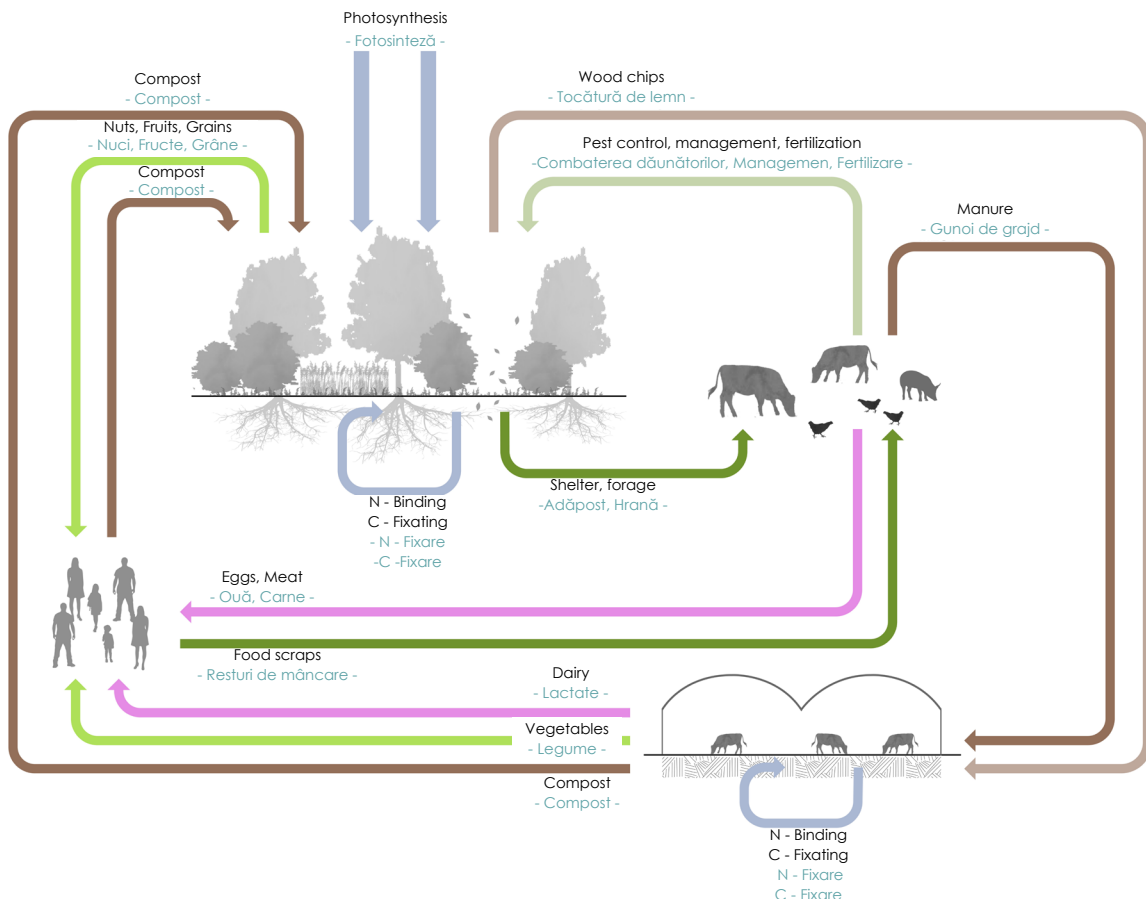 Photosynthesis
- Fotosinteză -
Compost
- Compost -
Nuts, Fruits, Grains
- Nuci, Fructe, Grâne -
Compost
- Compost -
Wood chips
- Tocătură de lemn -
Pest control, management, fertilization
-Combaterea dăunătorilor, Managemen, Fertilizare -
Manure
- Gunoi de grajd -
N - Binding
C - Fixating
- N - Fixare
-C -Fixare
Shelter, forage
-Adăpost, Hrană -
Eggs, Meat
- Ouă, Carne -
Food scraps
- Resturi de mâncare -
Dairy
- Lactate -
Vegetables
- Legume -
Compost
- Compost -
N - Binding
C - Fixating
N - Fixare
C - Fixare